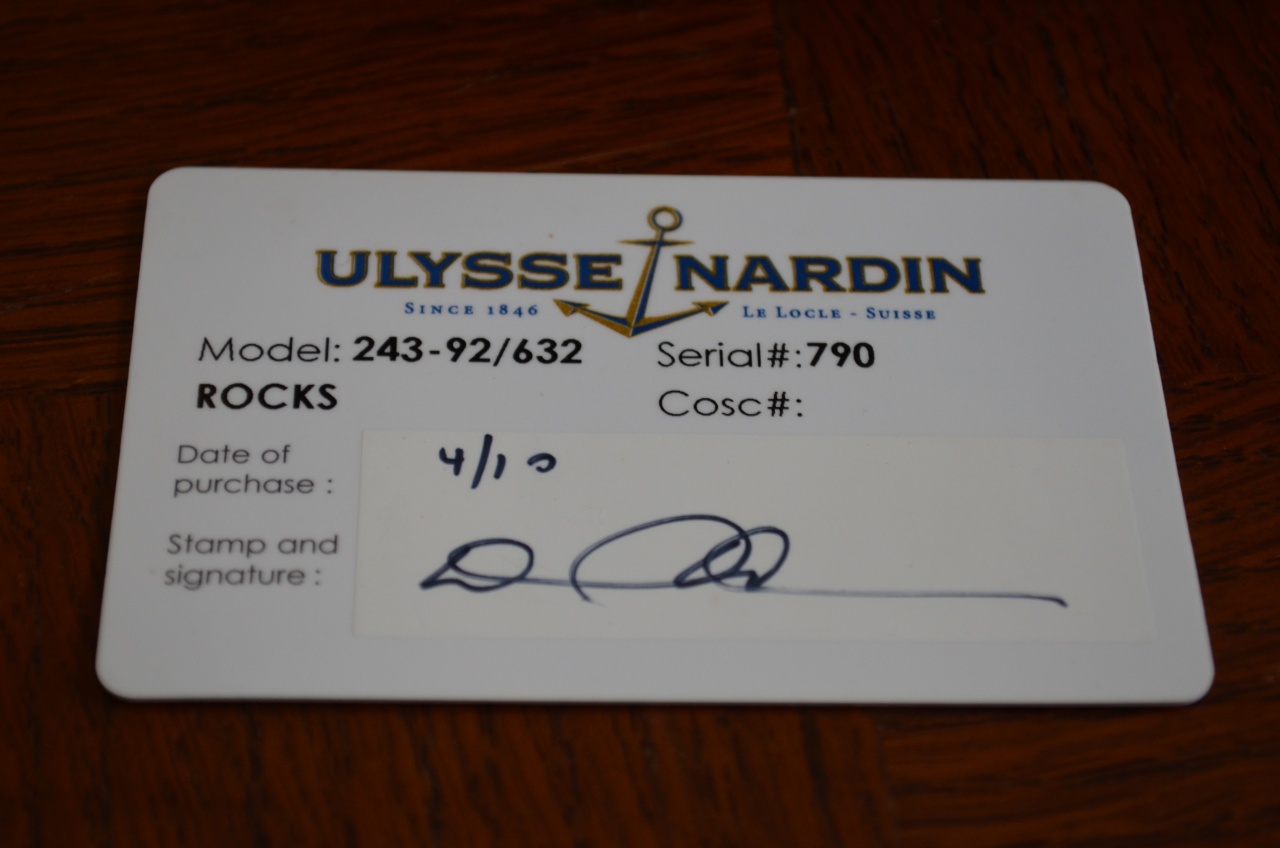 ULYSSE NARDIN
SINCE 1846 LE LOCLE - SUISSE
Model: 243-92/632 Serial#: 790
ROCKS Cosc#:
Date of purchase : 4/10
Stamp and
signature :